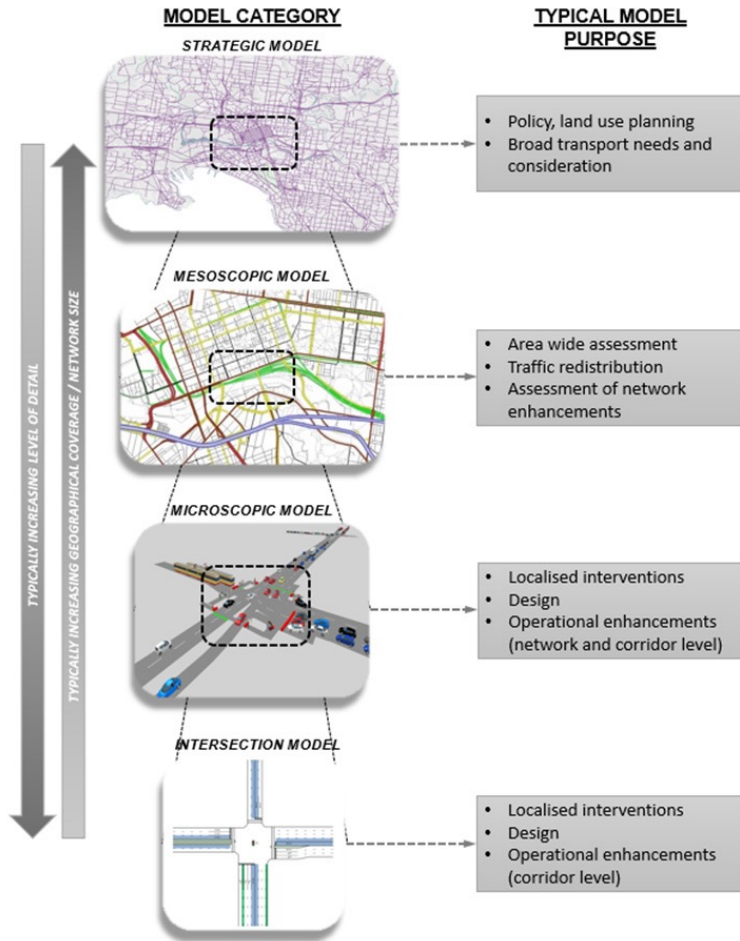 MODEL CATEGORY
TYPICAL MODEL
PURPOSE
STRATEGIC MODEL
• Policy, land use planning
• Broad transport needs and
consideration
MESOSCOPIC MODEL
• Area wide assessment
• Traffic redistribution
• Assessment of network
enhancements
TYPICALLY INCREASING LEVEL OF DETAIL
TYPICALLY INCREASING GEOGRAPHICAL COVERAGE / NETWORK SIZE
MICROSCOPIC MODEL
• Localised interventions
• Design
• Operational enhancements
(network and corridor level)
INTERSECTION MODEL
• Localised interventions
• Design
• Operational enhancements
(corridor level)